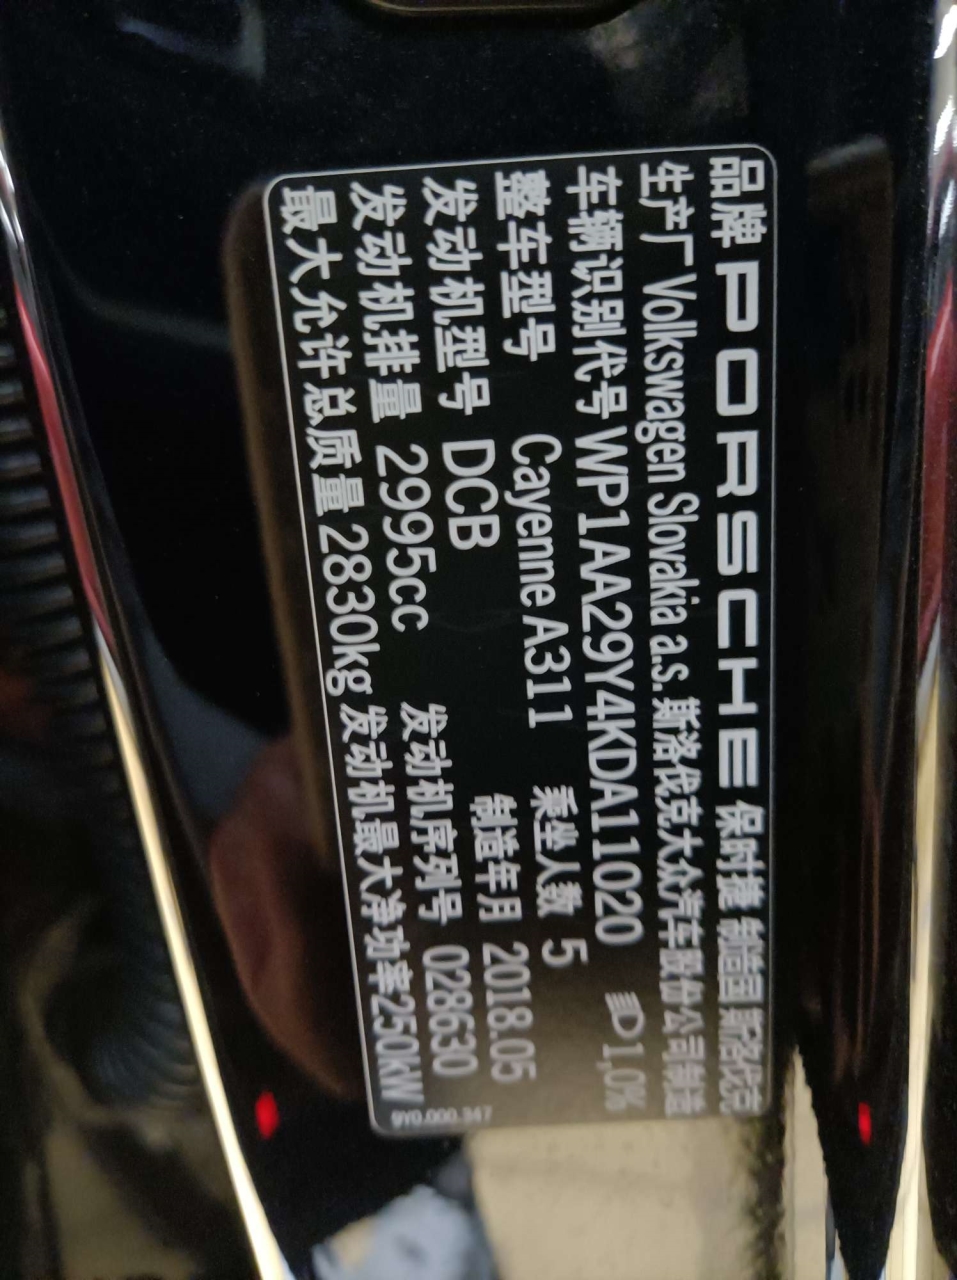 品牌 PORSCHE 保时捷 制造国 斯洛伐克
生产厂 Volkswagen Slovakia a.s. 斯洛伐克大众汽车股份公司制造
车辆识别代号 WP1AA29Y4KDA11020 1,0%
整车型号 Cayenne A311 乘坐人数 5
发动机型号 DCB 制造年月 2018.05
发动机排量 2995cc 发动机序列号 028630
最大允许总质量 2830kg 发动机最大净功率250kW
9Y0.000.347